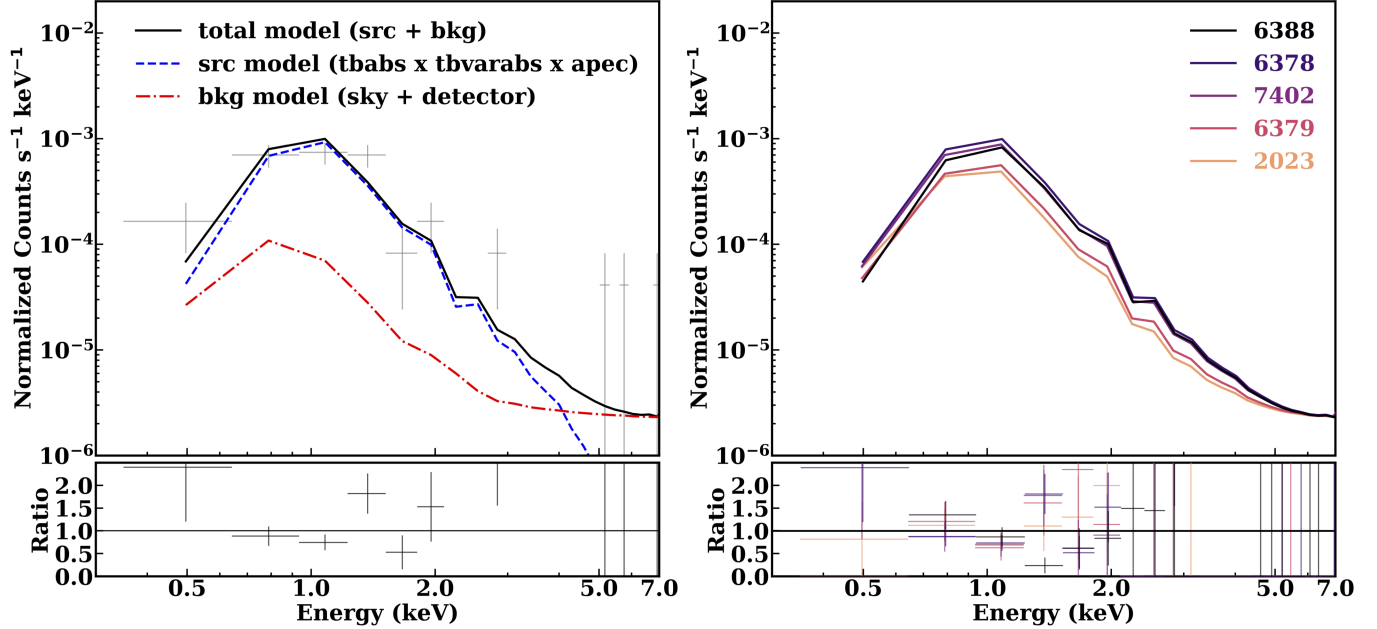 10⁻²
10⁻³
10⁻⁴
10⁻⁵
10⁻⁶
Normalized Counts s⁻¹ keV⁻¹
total model (src + bkg)
src model (tbabs x tbvarabs x apec)
bkg model (sky + detector)
2.0
1.5
1.0
0.5
0.0
Ratio
0.5 1.0 2.0 5.0 7.0
Energy (keV)
10⁻²
10⁻³
10⁻⁴
10⁻⁵
10⁻⁶
Normalized Counts s⁻¹ keV⁻¹
6388
6378
7402
6379
2023
2.0
1.5
1.0
0.5
0.0
Ratio
0.5 1.0 2.0 5.0 7.0
Energy (keV)